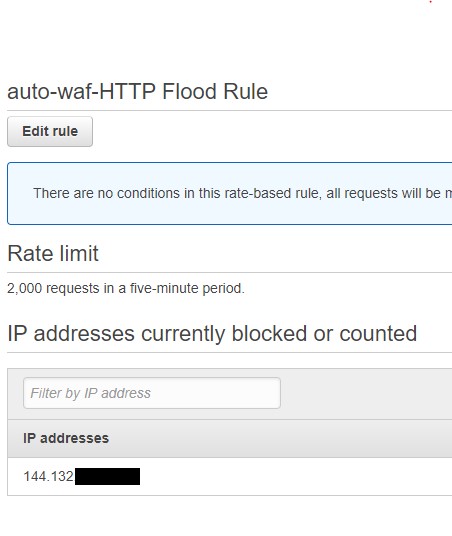 auto-waf-HTTP Flood Rule
Edit rule
There are no conditions in this rate-based rule, all requests will be
Rate limit
2,000 requests in a five-minute period.
IP addresses currently blocked or counted
Filter by IP address
IP addresses
144.132